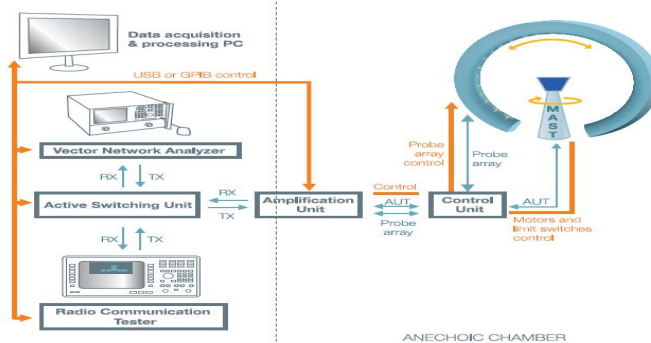 Data acquisition
& processing PC
USB or GPIB control
Vector Network Analyzer
RX
TX
Active Switching Unit
RX
TX
RX
TX
Radio Communication
Tester
Amplification
Unit
Control
AUT
Probe
array
Control
Unit
Probe
array
control
Probe
array
MAST
AUT
Motors and
limit switches
control
ANECHOIC CHAMBER